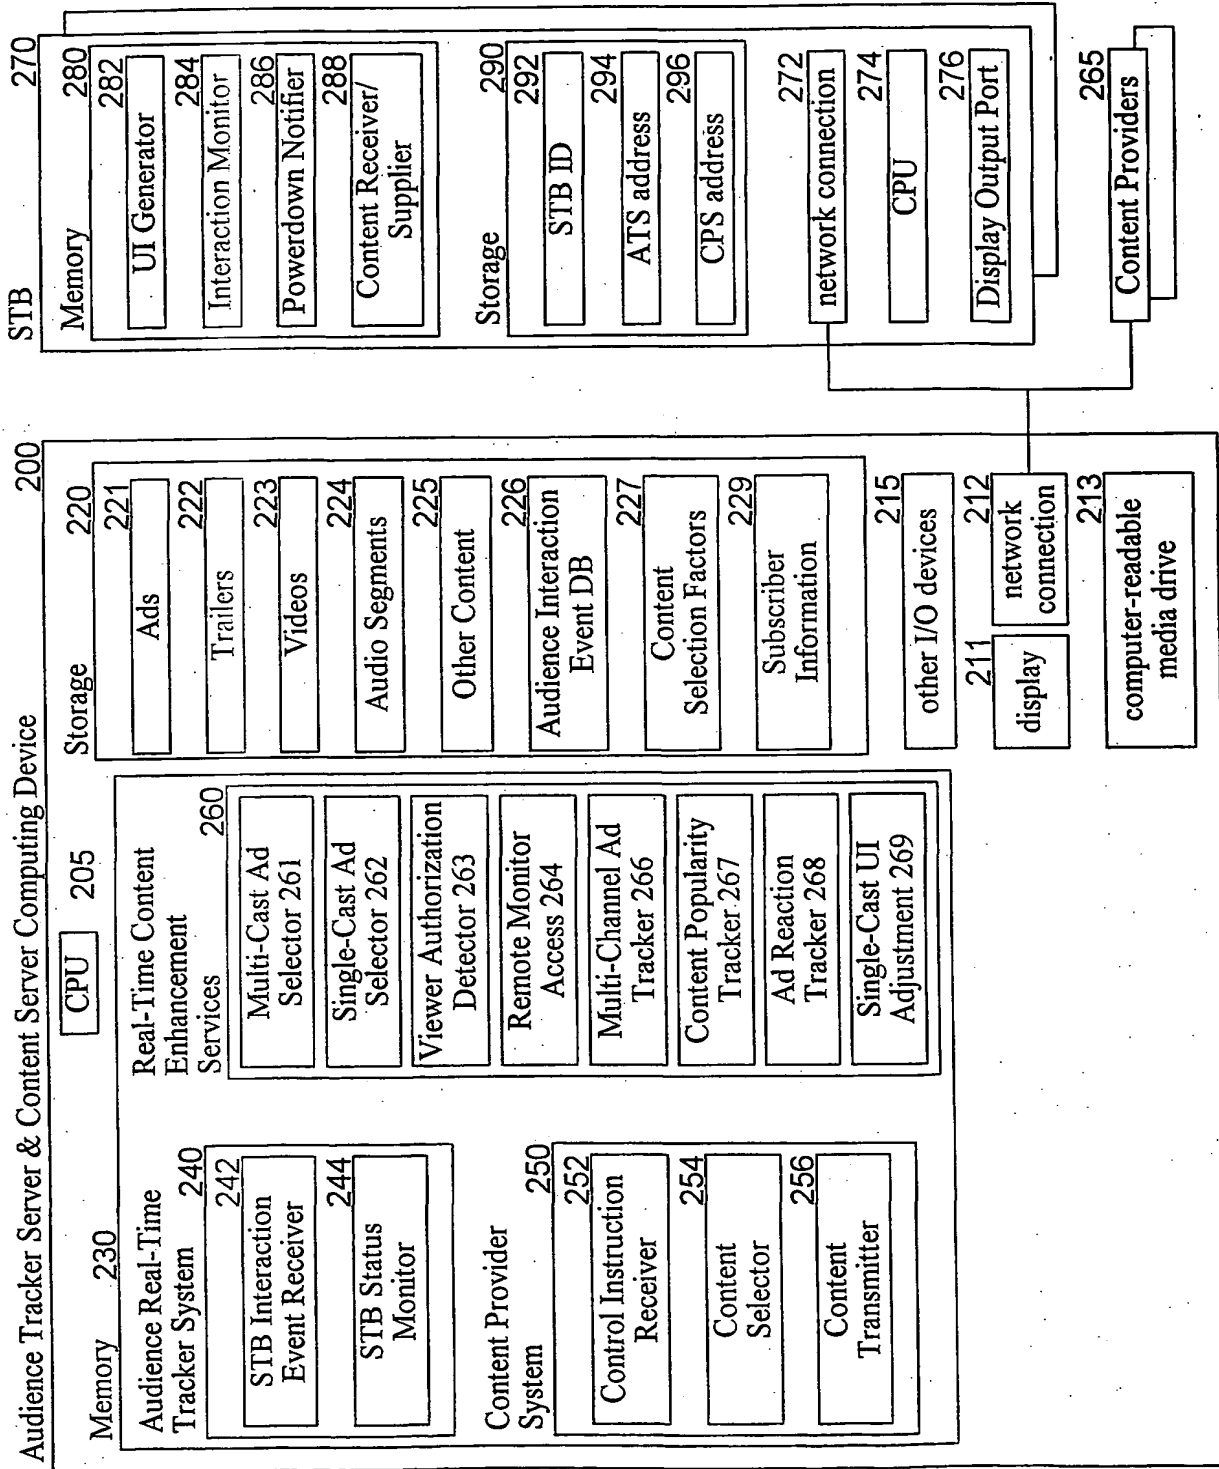 Audience Tracker Server & Content Server Computing Device
200
CPU
205
Memory
230
Audience Real-Time
Tracker System
240
242
STB Interaction
Event Receiver
244
STB Status
Monitor
Content Provider
System
250
252
Control Instruction
Receiver
254
Content
Selector
256
Content
Transmitter
Real-Time Content
Enhancement
Services
260
Multi-Cast Ad
Selector 261
Single-Cast Ad
Selector 262
Viewer Authorization
Detector 263
Remote Monitor
Access 264
Multi-Channel Ad
Tracker 266
Content Popularity
Tracker 267
Ad Reaction
Tracker 268
Single-Cast UI
Adjustment 269
Storage
220
221
Ads
222
Trailers
223
Videos
224
Audio Segments
225
Other Content
226
Audience Interaction
Event DB
227
Content
Selection Factors
229
Subscriber
Information
215
other I/O devices
211
display
212
network
connection
213
computer-readable
media drive
STB
270
Memory
280
282
UI Generator
284
Interaction Monitor
286
Powerdown Notifier
288
Content Receiver/
Supplier
Storage
290
292
STB ID
294
ATS address
296
CPS address
272
network connection
274
CPU
276
Display Output Port
265
Content Providers